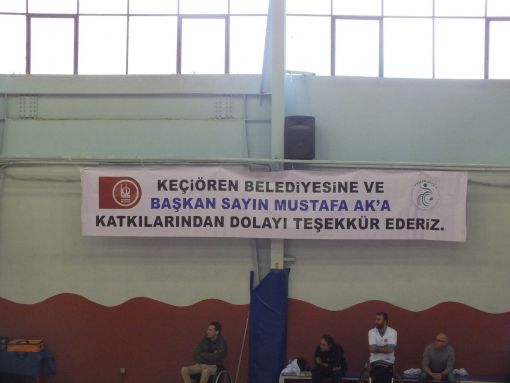 KEÇİÖREN BELEDİYESİNE VE
BAŞKAN SAYIN MUSTAFA AK'A
KATKILARINDAN DOLAYI TEŞEKKÜR EDERİZ.